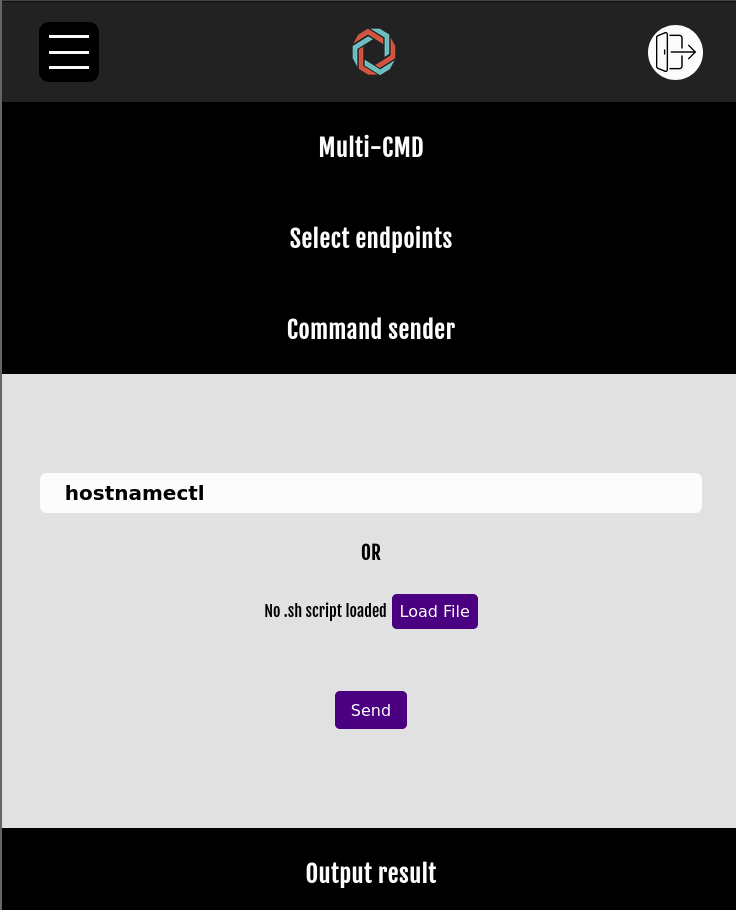 Multi-CMD
Select endpoints
Command sender
hostnamectl
OR
No .sh script loaded Load File
Send
Output result